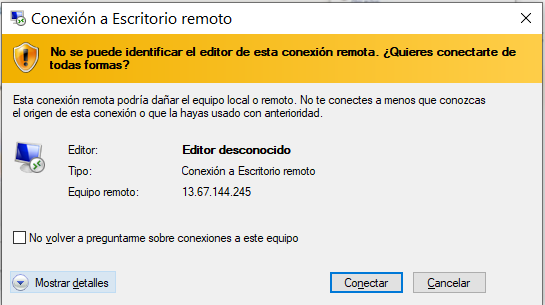 Conexión a Escritorio remoto
No se puede identificar el editor de esta conexión remota. ¿Quieres conectarte de
todas formas?
Esta conexión remota podría dañar el equipo local o remoto. No te conectes a menos que conozcas
el origen de esta conexión o que la hayas usado con anterioridad.
Editor: Editor desconocido
Tipo: Conexión a Escritorio remoto
Equipo remoto: 13.67.144.245
No volver a preguntarme sobre conexiones a este equipo
Mostrar detalles Conectar Cancelar